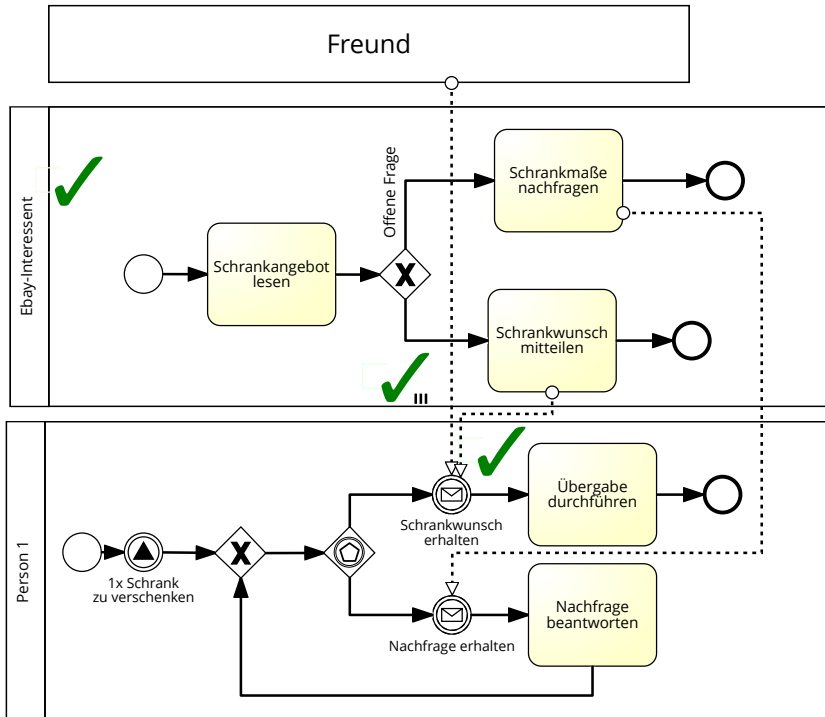 Freund
Ebay-Interessent
Offene Frage
Schrankmaße
nachfragen
Schrankangebot
lesen
Schrankwunsch
mitteilen
Person 1
1x Schrank
zu verschenken
Schrankwunsch
erhalten
Übergabe
durchführen
Nachfrage erhalten
Nachfrage
beantworten